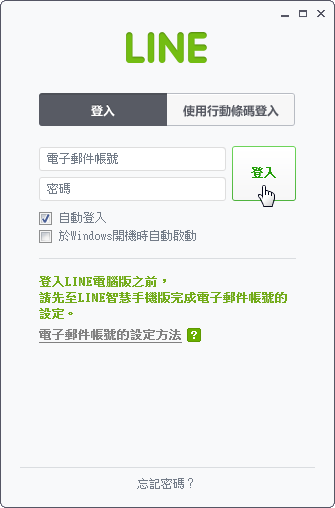 LINE
登入
使用行動條碼登入
電子郵件帳號
登入
密碼
自動登入
於Windows開機時自動啟動
登入LINE電腦版之前，
請先至LINE智慧手機版完成電子郵件帳號的
設定。
電子郵件帳號的設定方法 ?
忘記密碼？